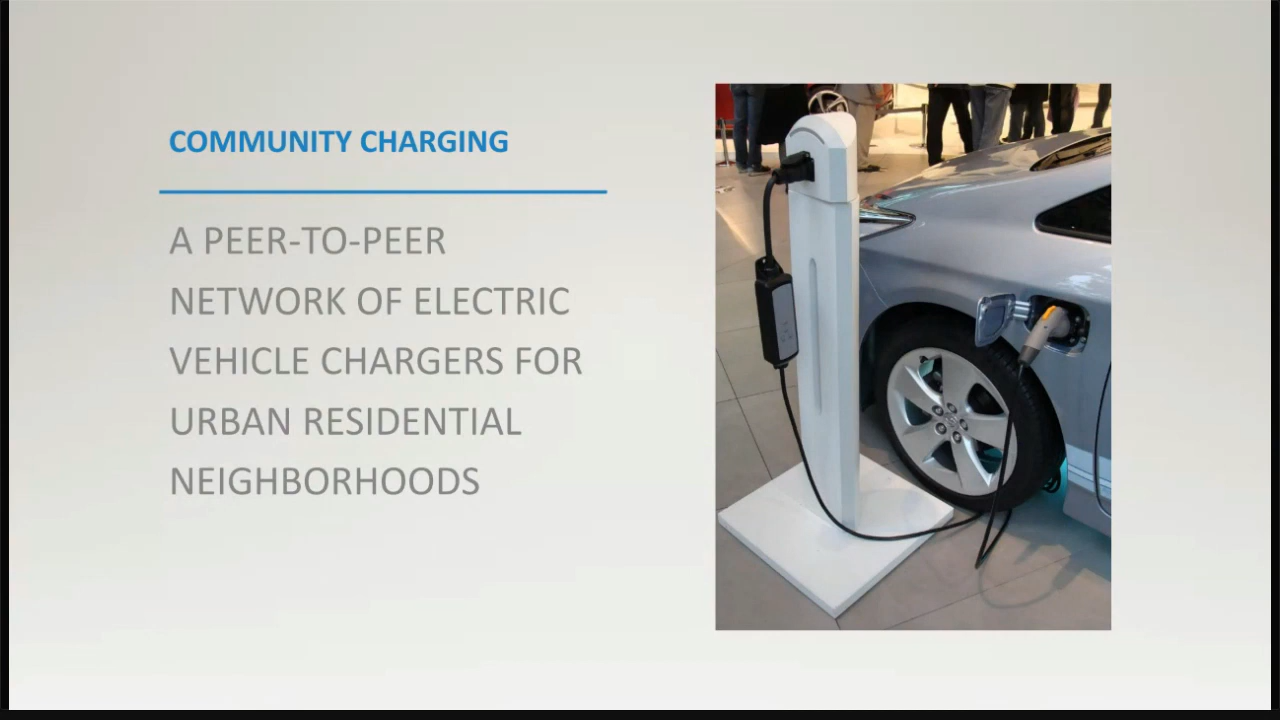 COMMUNITY CHARGING
A PEER-TO-PEER
NETWORK OF ELECTRIC
VEHICLE CHARGERS FOR
URBAN RESIDENTIAL
NEIGHBORHOODS